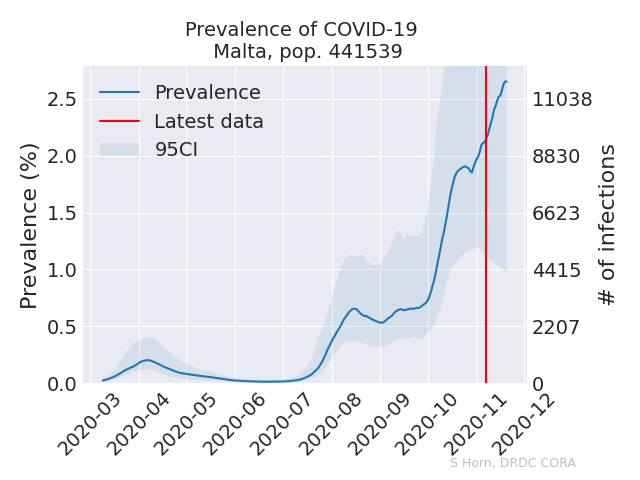 Prevalence of COVID-19
Malta, pop. 441539
Prevalence
Latest data
95CI
Prevalence (%)
2.5
2.0
1.5
1.0
0.5
0.0
11038
8830
6623
4415
2207
0
# of infections
2020-03
2020-04
2020-05
2020-06
2020-07
2020-08
2020-09
2020-10
2020-11
2020-12
S Horn, DRDC CORA